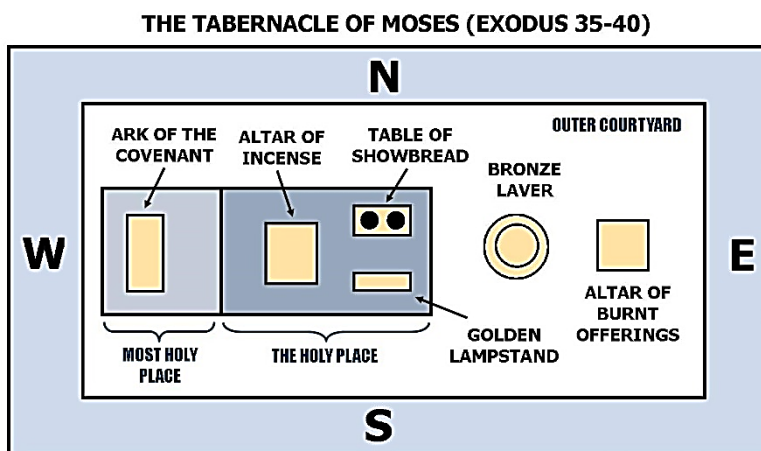 THE TABERNACLE OF MOSES (EXODUS 35-40)
N
OUTER COURTYARD
ARK OF THE
COVENANT
ALTAR OF
INCENSE
TABLE OF
SHOWBREAD
BRONZE
LAVER
W
E
ALTAR OF
BURNT
OFFERINGS
GOLDEN
LAMPSTAND
MOST HOLY
PLACE
THE HOLY PLACE
S